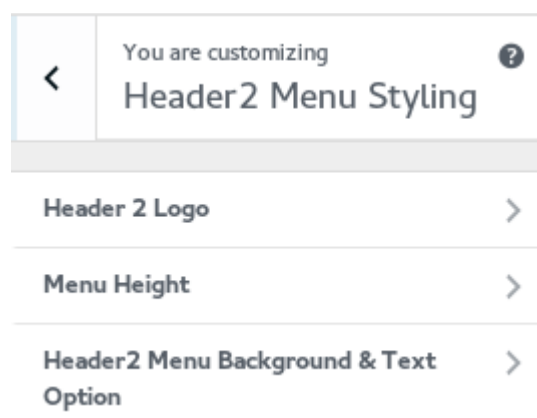 You are customizing
Header2 Menu Styling
Header 2 Logo
Menu Height
Header2 Menu Background & Text
Option